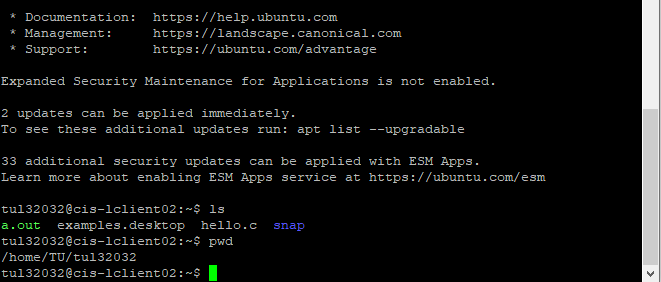 * Documentation:  https://help.ubuntu.com
 * Management:     https://landscape.canonical.com
 * Support:        https://ubuntu.com/advantage
Expanded Security Maintenance for Applications is not enabled.
2 updates can be applied immediately.
To see these additional updates run: apt list --upgradable
33 additional security updates can be applied with ESM Apps.
Learn more about enabling ESM Apps service at https://ubuntu.com/esm
tul32032@cis-lclient02:~$ ls
a.out  examples.desktop  hello.c  snap
tul32032@cis-lclient02:~$ pwd
/home/TU/tul32032
tul32032@cis-lclient02:~$